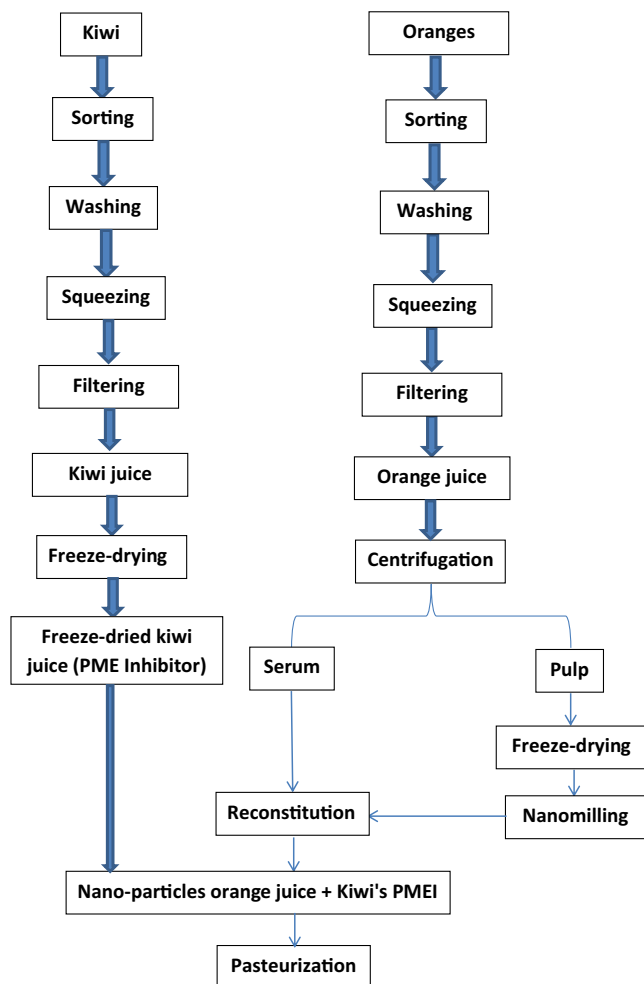 Kiwi
Sorting
Washing
Squeezing
Filtering
Kiwi juice
Freeze-drying
Freeze-dried kiwi
juice (PME Inhibitor)
Oranges
Sorting
Washing
Squeezing
Filtering
Orange juice
Centrifugation
Serum
Pulp
Freeze-drying
Nanomilling
Reconstitution
Nano-particles orange juice + Kiwi's PMEI
Pasteurization